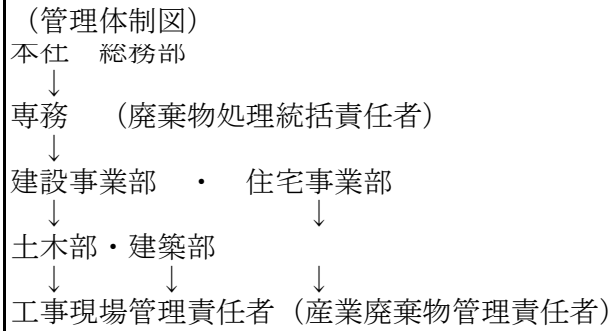 （管理体制図）
本社　総務部
↓
専務　（廃棄物処理統括責任者）
↓
建設事業部　・　住宅事業部
↓　↓
土木部・建築部
↓　↓　↓
工事現場管理責任者（産業廃棄物管理責任者）